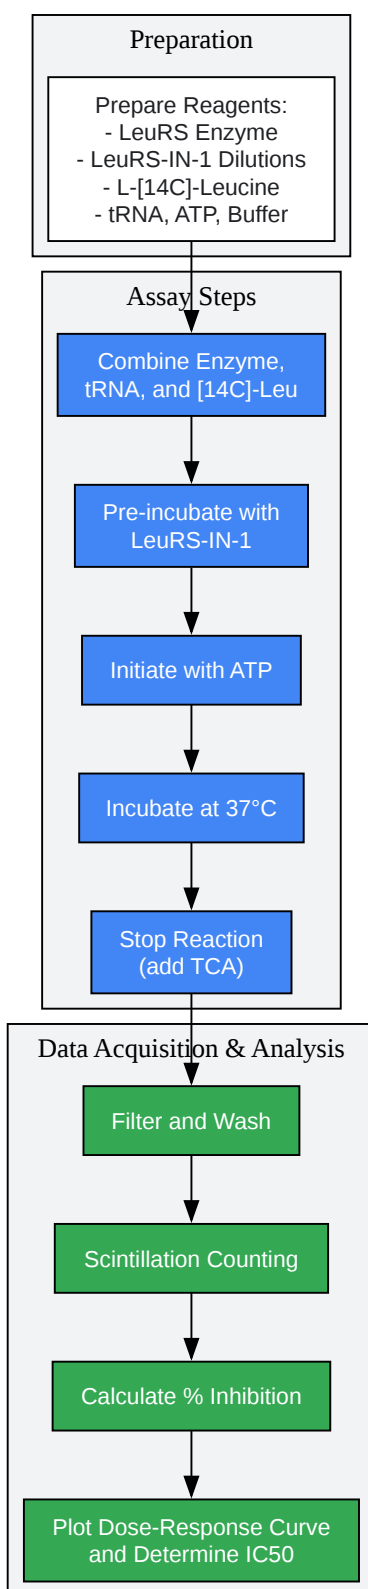 Preparation
Prepare Reagents:
- LeuRS Enzyme
- LeuRS-IN-1 Dilutions
- L-[14C]-Leucine
- tRNA, ATP, Buffer
Assay Steps
Combine Enzyme,
tRNA, and [14C]-Leu
Pre-incubate with
LeuRS-IN-1
Initiate with ATP
Incubate at 37°C
Stop Reaction
(add TCA)
Data Acquisition & Analysis
Filter and Wash
Scintillation Counting
Calculate % Inhibition
Plot Dose-Response Curve
and Determine IC50